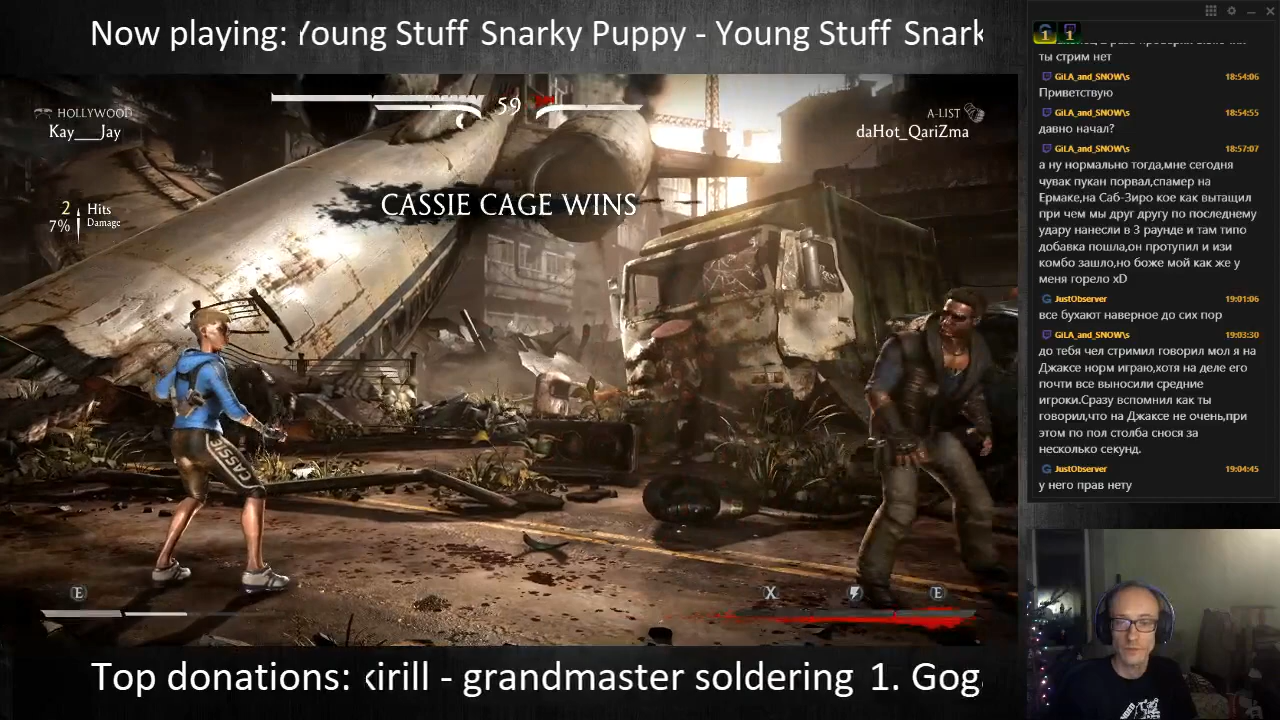 Now playing: Young Stuff Snarky Puppy - Young Stuff Snark
HOLLYWOOD
Kay___Jay
59
A-LIST
daHot_QariZma
CASSIE CAGE WINS
2 Hits
7% Damage
CASSIE
E
X
E
Top donations: kirill - grandmaster soldering 1. Gog
1 1
ты стрим нет
GiLA_and_SNOW\s 18:54:06
Приветствую
GiLA_and_SNOW\s 18:54:55
давно начал?
GiLA_and_SNOW\s 18:57:07
а ну нормально тогда,мне сегодня
чувак пукан порвал,спамер на
Ермаке,на Саб-Зиро кое как вытащил
при чем мы друг другу по последнему
удару нанесли в 3 раунде и там типо
добавка пошла,он протупил и изи
комбо зашло,но боже мой как же у
меня горело xD
JustObserver 19:01:06
все бухают наверное до сих пор
GiLA_and_SNOW\s 19:03:30
до тебя чел стримил говорил мол я на
Джаксе норм играю,хотя на деле его
почти все выносили средние
игроки.Сразу вспомнил как ты
говорил,что на Джаксе не очень,при
этом по пол столба снося за
несколько секунд.
JustObserver 19:04:45
у него прав нету